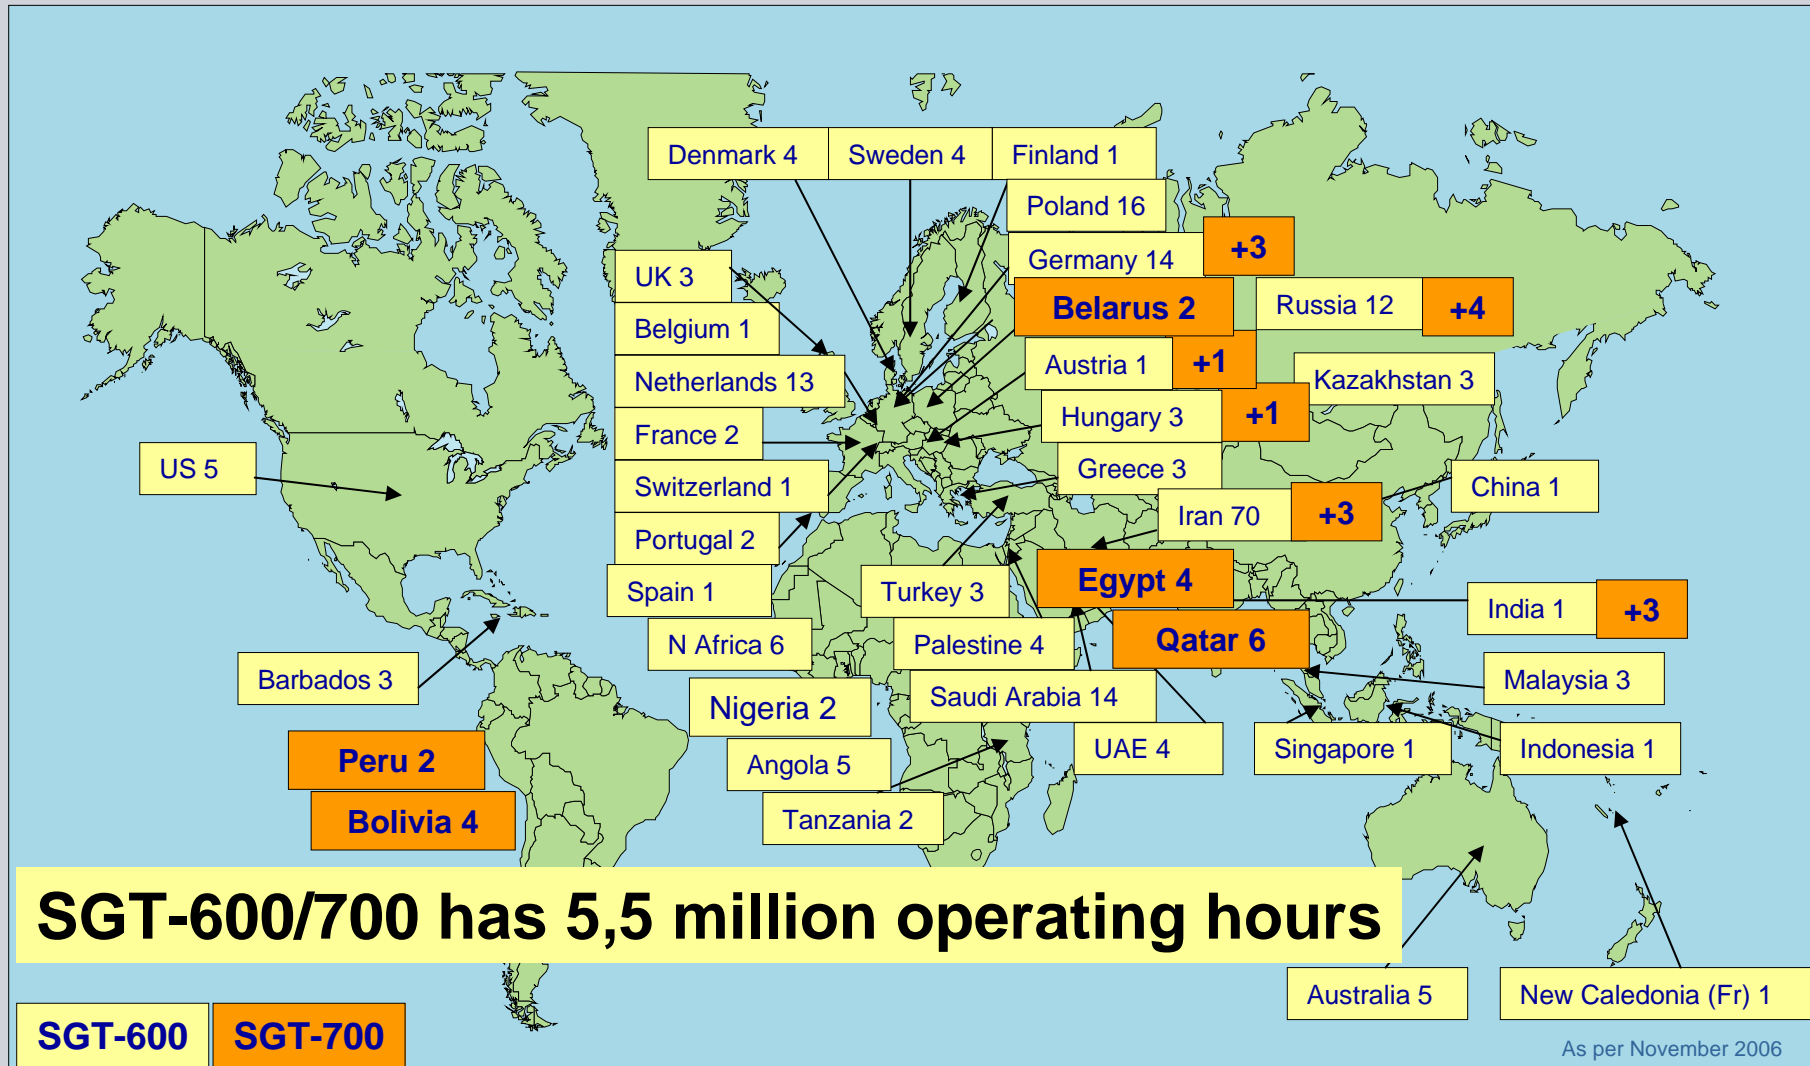 Denmark 4
Sweden 4
Finland 1
Poland 16
Germany 14
+3
UK 3
Belarus 2
Russia 12
+4
Belgium 1
Austria 1
+1
Netherlands 13
Kazakhstan 3
Hungary 3
+1
France 2
US 5
Greece 3
Switzerland 1
China 1
Iran 70
+3
Portugal 2
Egypt 4
Spain 1
Turkey 3
India 1
+3
N Africa 6
Palestine 4
Qatar 6
Barbados 3
Malaysia 3
Saudi Arabia 14
Nigeria 2
UAE 4
Singapore 1
Indonesia 1
Peru 2
Angola 5
Bolivia 4
Tanzania 2
SGT-600/700 has 5,5 million operating hours
Australia 5
New Caledonia (Fr) 1
SGT-600
SGT-700
As per November 2006